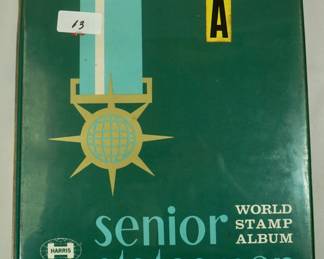 13
A
senior
WORLD
STAMP
ALBUM
HARRIS